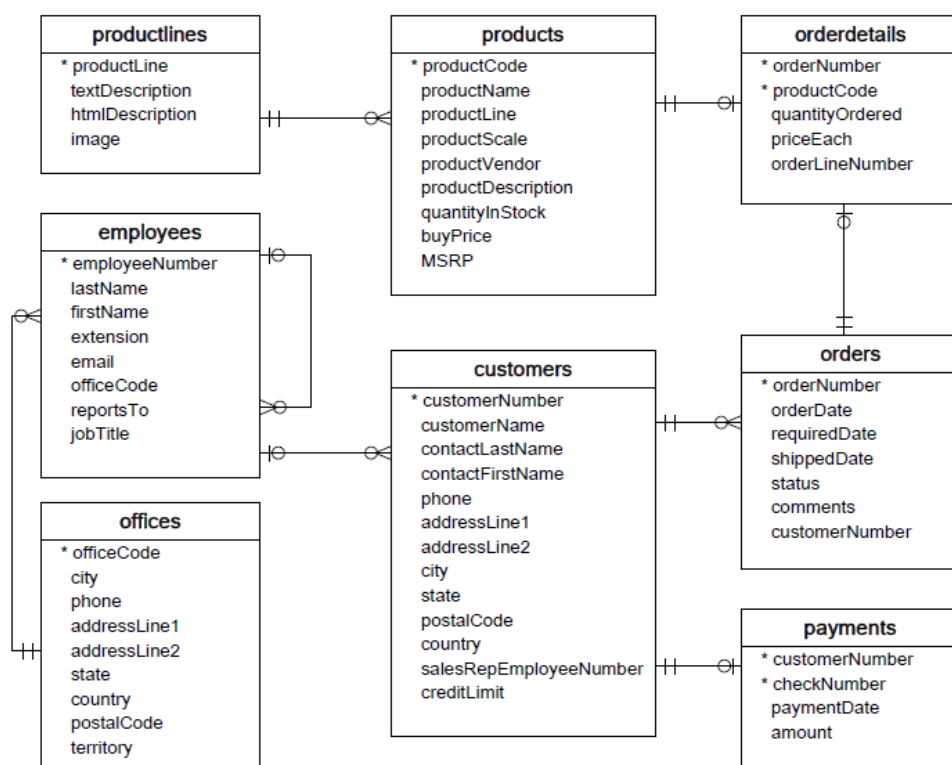 productlines
* productLine
textDescription
htmlDescription
image
products
* productCode
productName
productLine
productScale
productVendor
productDescription
quantityInStock
buyPrice
MSRP
orderdetails
* orderNumber
* productCode
quantityOrdered
priceEach
orderLineNumber
employees
* employeeNumber
lastName
firstName
extension
email
officeCode
reportsTo
jobTitle
customers
* customerNumber
customerName
contactLastName
contactFirstName
phone
addressLine1
addressLine2
city
state
postalCode
country
salesRepEmployeeNumber
creditLimit
orders
* orderNumber
orderDate
requiredDate
shippedDate
status
comments
customerNumber
offices
* officeCode
city
phone
addressLine1
addressLine2
state
country
postalCode
territory
payments
* customerNumber
* checkNumber
paymentDate
amount